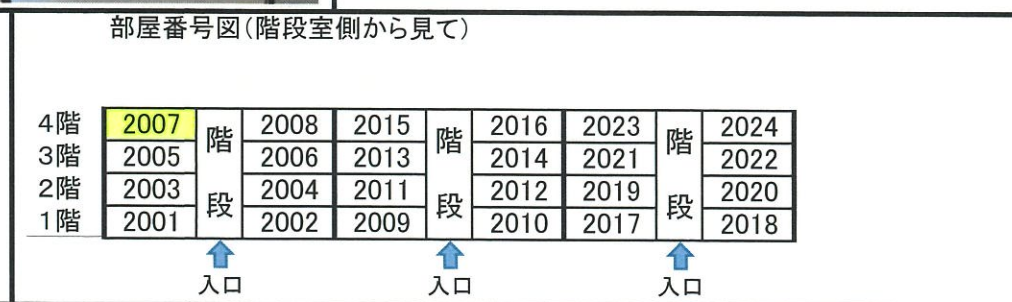 部屋番号図(階段室側から見て)
4階 2007 階段 2008 2015 階段 2016 2023 階段 2024
3階 2005 2006 2013 2014 2021 2022
2階 2003 2004 2011 2012 2019 2020
1階 2001 2002 2009 2010 2017 2018
入口 入口 入口